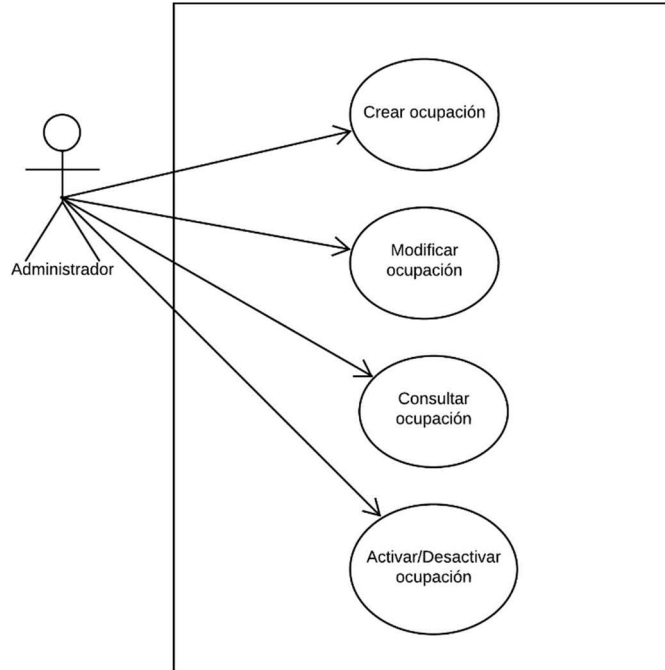 Crear ocupación
Administrador
Modificar
ocupación
Consultar
ocupación
Activar/Desactivar
ocupación